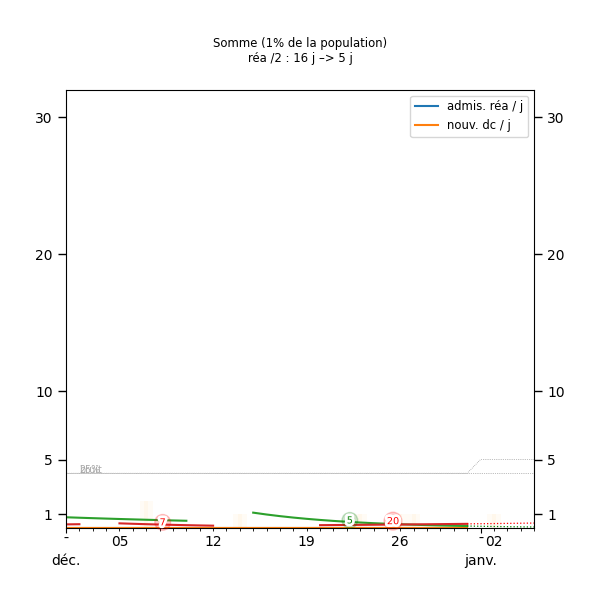 Somme (1% de la population)
réa /2 : 16 j –> 5 j
admis. réa / j
nouv. dc / j
30 30
20 20
10 10
5 5
25%
1 1
7 5 20
- 05 12 19 26 - 02
déc. janv.